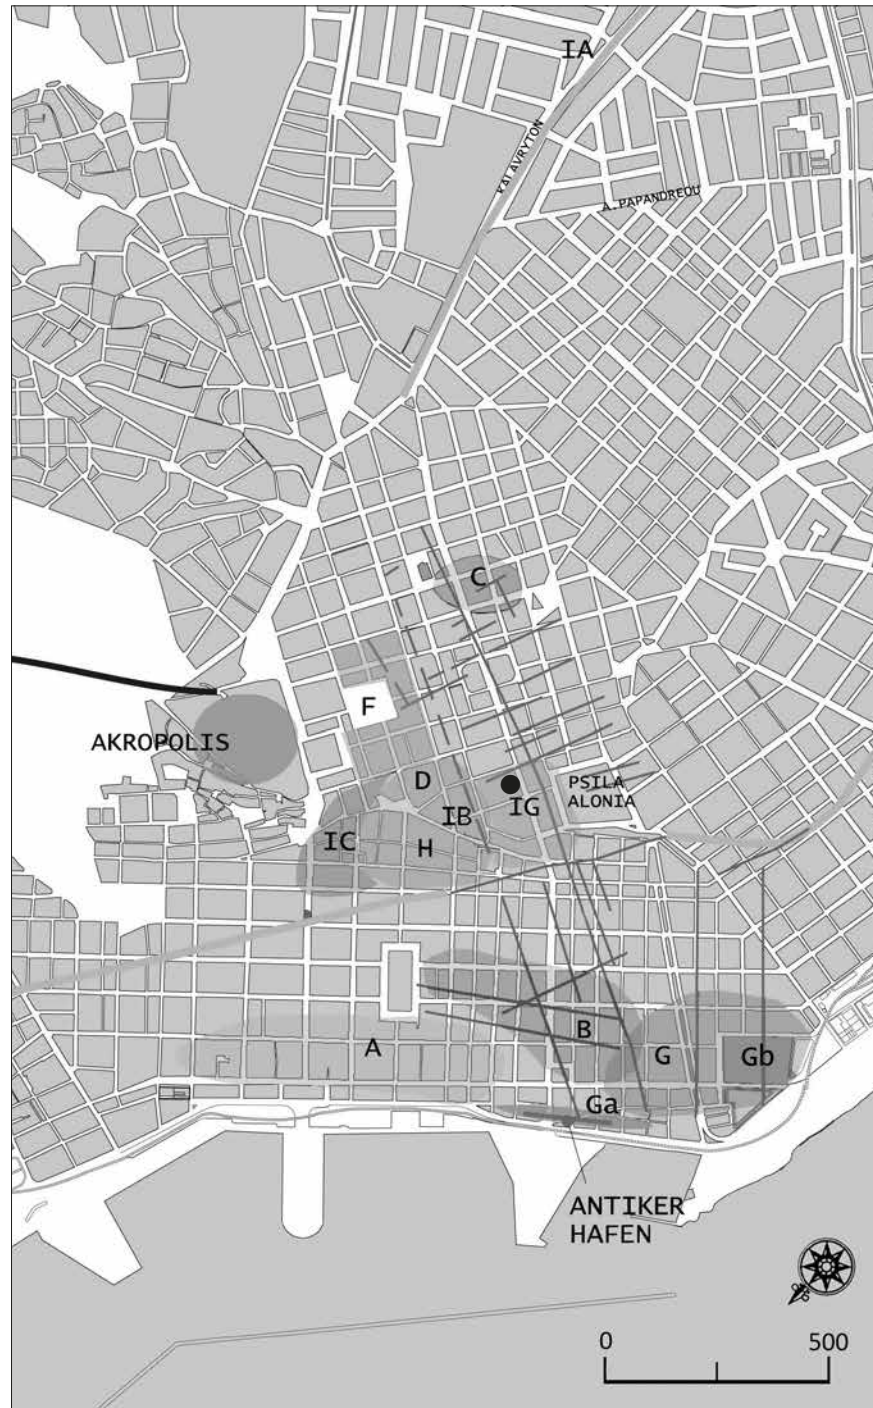 IA
KALAVRYTON
A. PAPANDREOU
C
F
AKROPOLIS
D
PSILA
ALONIA
IG
IB
IC
H
A
B
G
Gb
Ga
ANTIKER
HAFEN
0
500